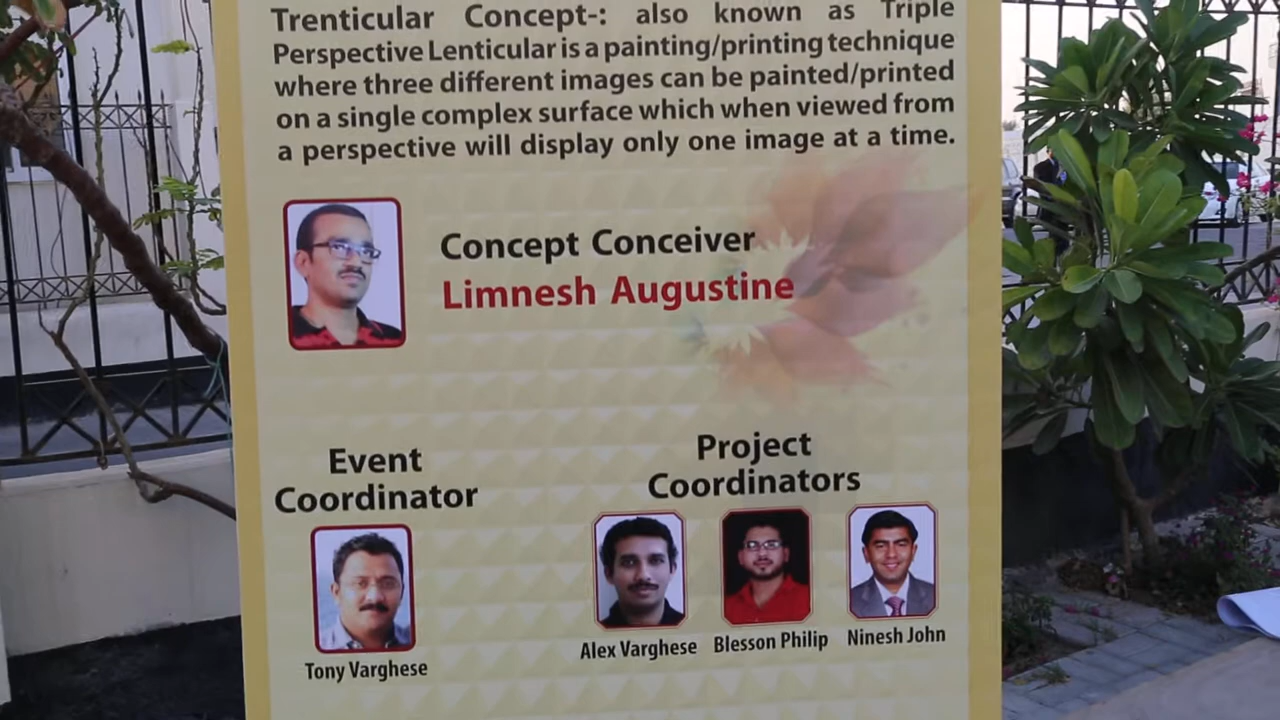 Trenticular Concept-: also known as Triple
Perspective Lenticular is a painting/printing technique
where three different images can be painted/printed
on a single complex surface which when viewed from
a perspective will display only one image at a time.
Concept Conceiver
Limnesh Augustine
Event
Coordinator
Project
Coordinators
Tony Varghese
Alex Varghese
Blesson Philip
Ninesh John